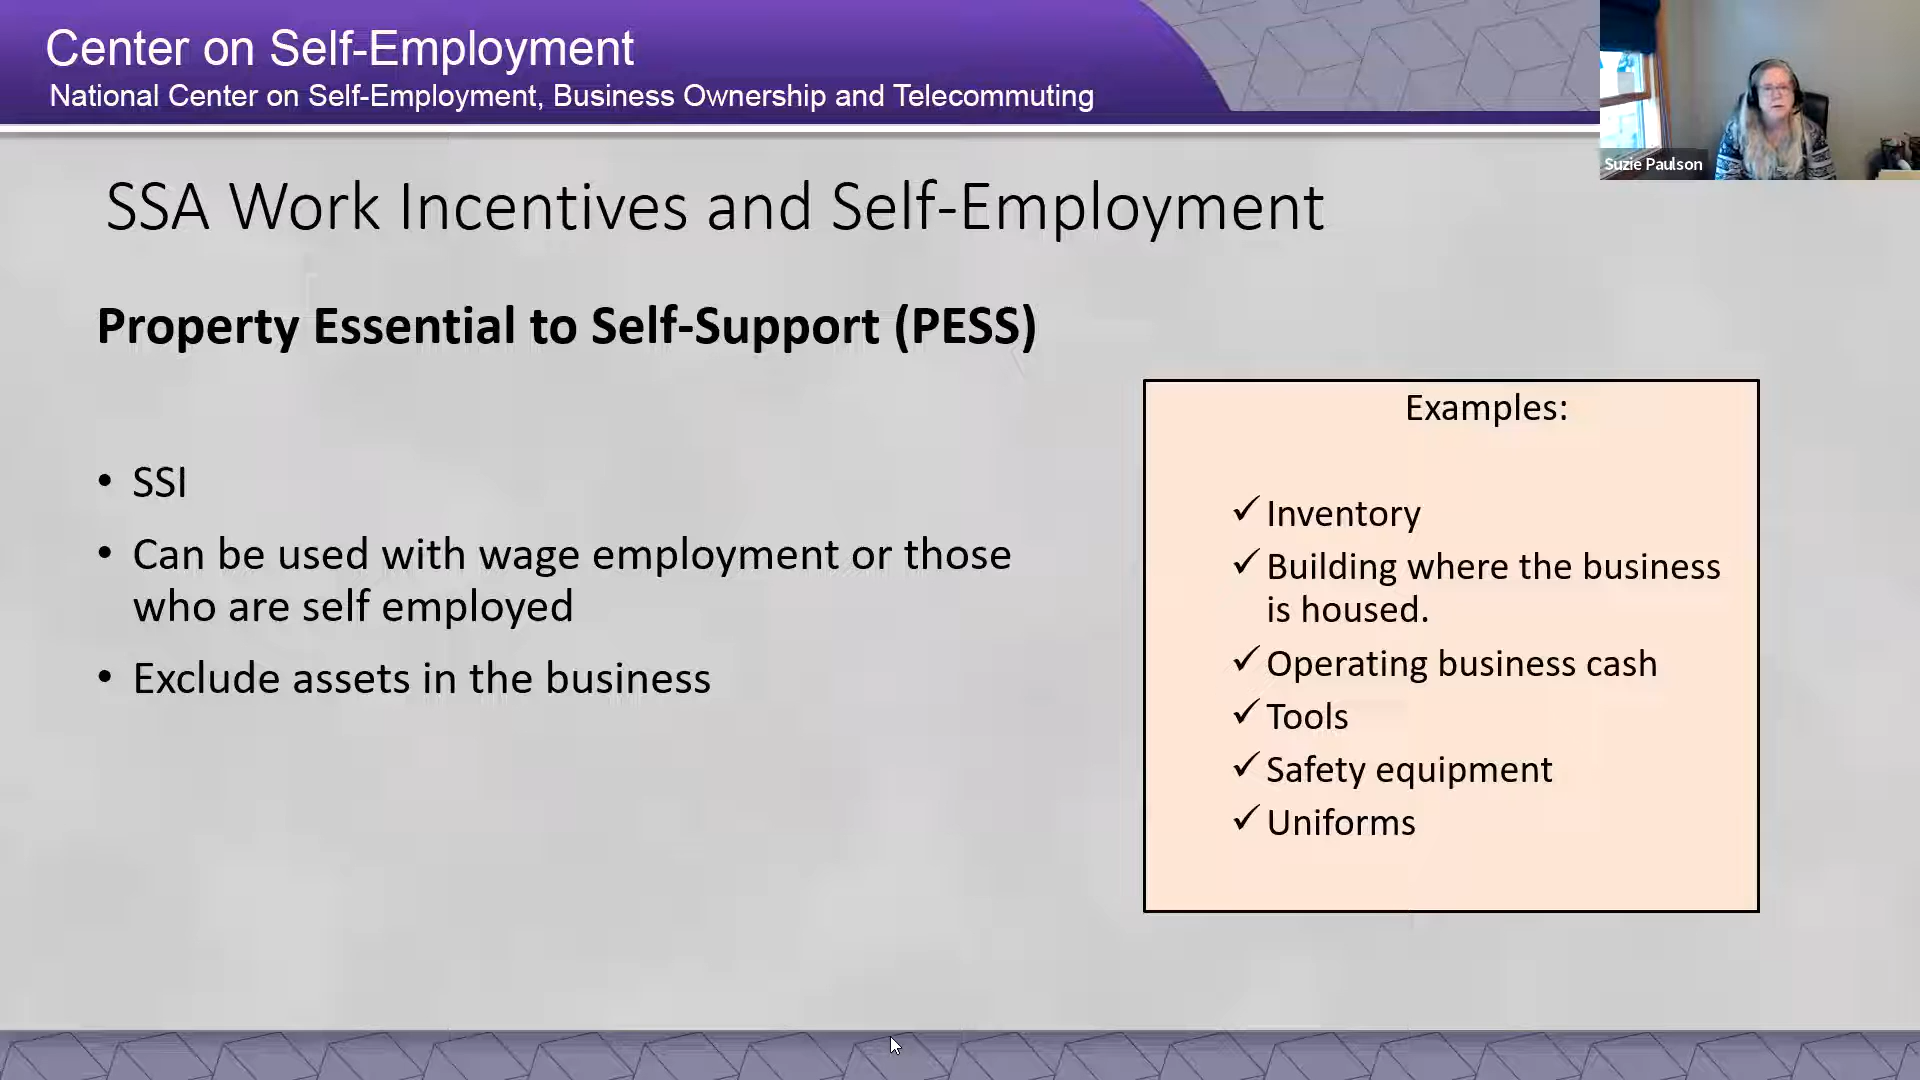 Center on Self-Employment
National Center on Self-Employment, Business Ownership and Telecommuting
Suzie Paulson
SSA Work Incentives and Self-Employment
Property Essential to Self-Support (PESS)
• SSI
• Can be used with wage employment or those
who are self employed
• Exclude assets in the business
Examples:
✓ Inventory
✓ Building where the business
is housed.
✓ Operating business cash
✓ Tools
✓ Safety equipment
✓ Uniforms